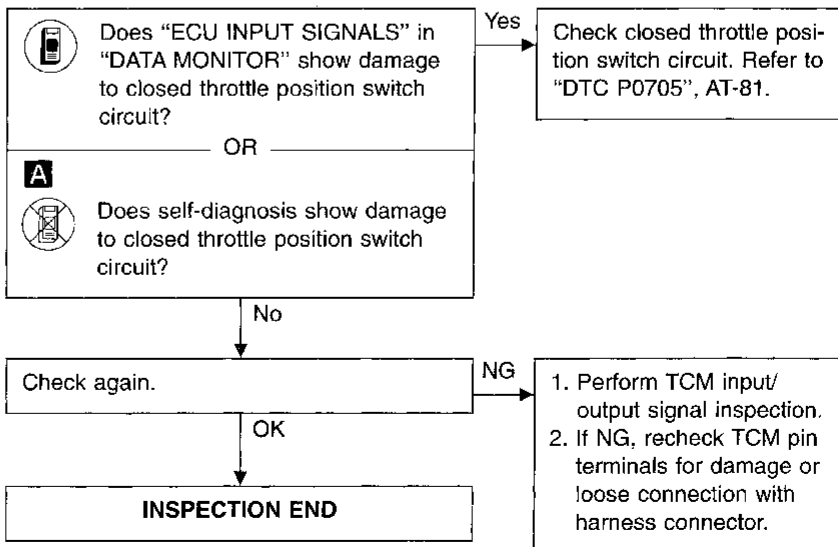 Does “ECU INPUT SIGNALS” in
“DATA MONITOR” show damage
to closed throttle position switch
circuit?
Yes
Check closed throttle posi-
tion switch circuit. Refer to
“DTC P0705”, AT-81.
OR
A
Does self-diagnosis show damage
to closed throttle position switch
circuit?
No
Check again.
NG
1. Perform TCM input/
output signal inspection.
2. If NG, recheck TCM pin
terminals for damage or
loose connection with
harness connector.
OK
INSPECTION END